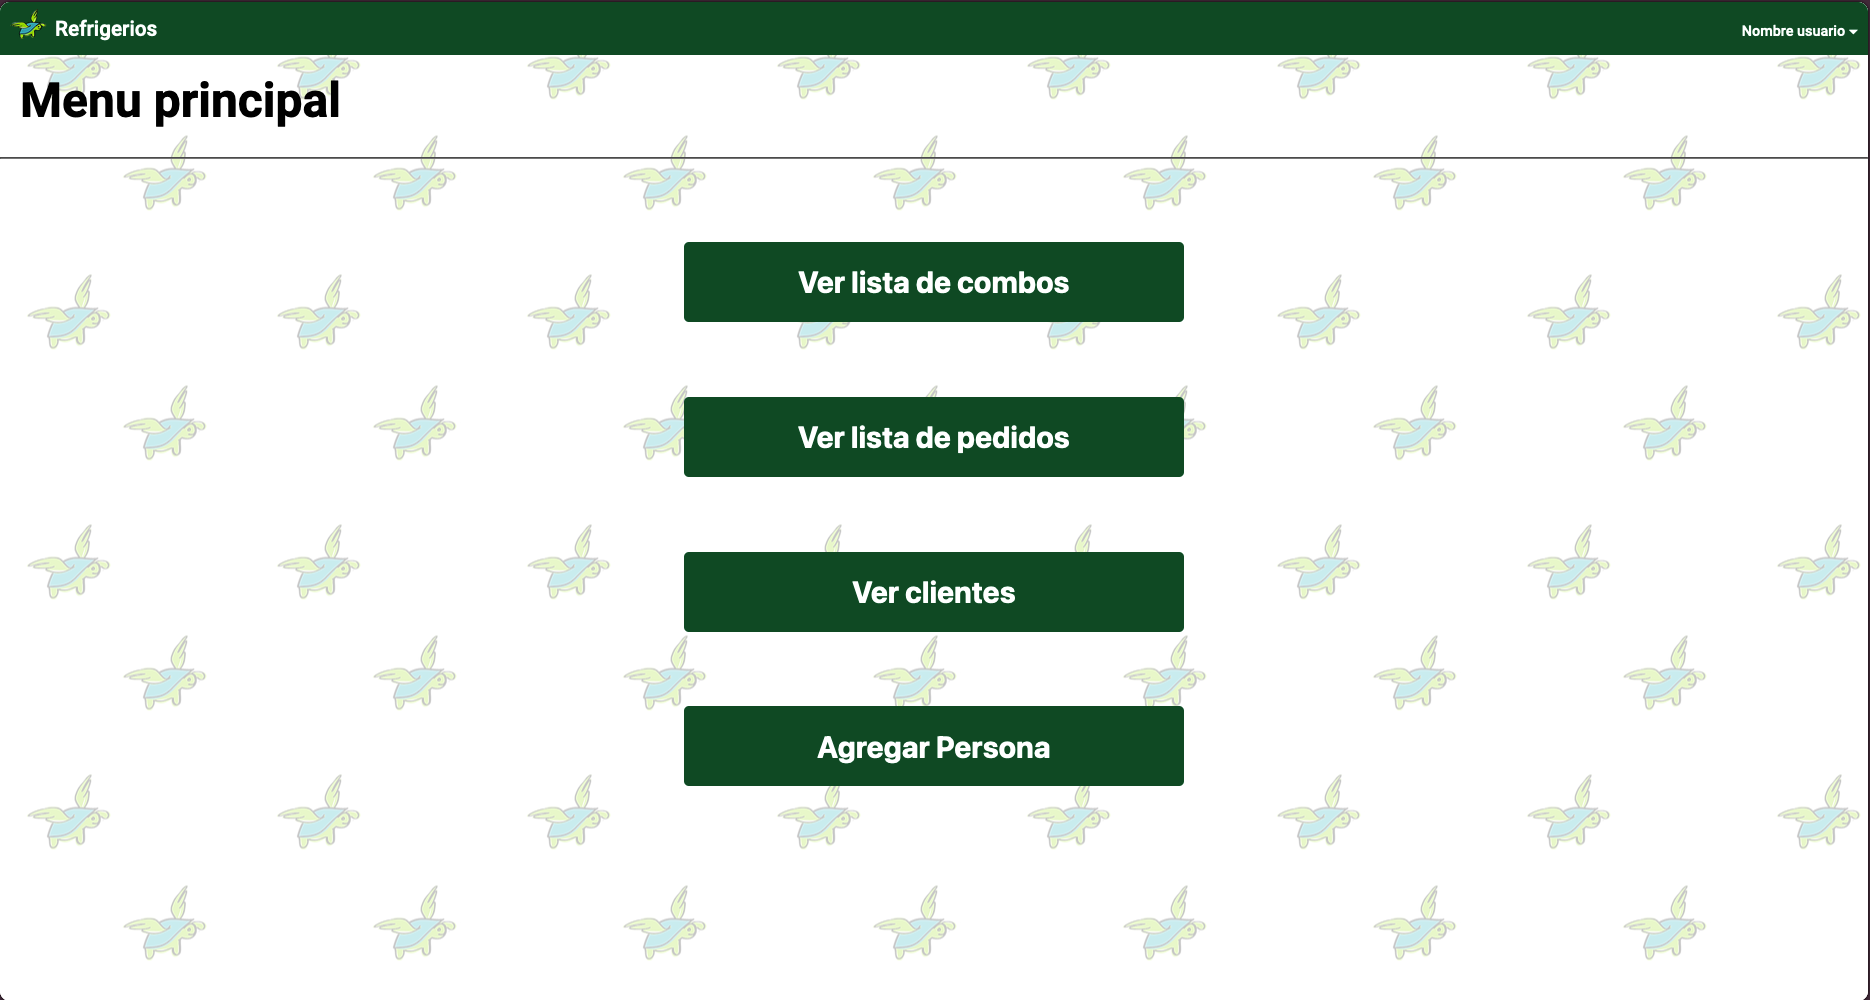 Refrigerios
Nombre usuario
Menu principal
Ver lista de combos
Ver lista de pedidos
Ver clientes
Agregar Persona